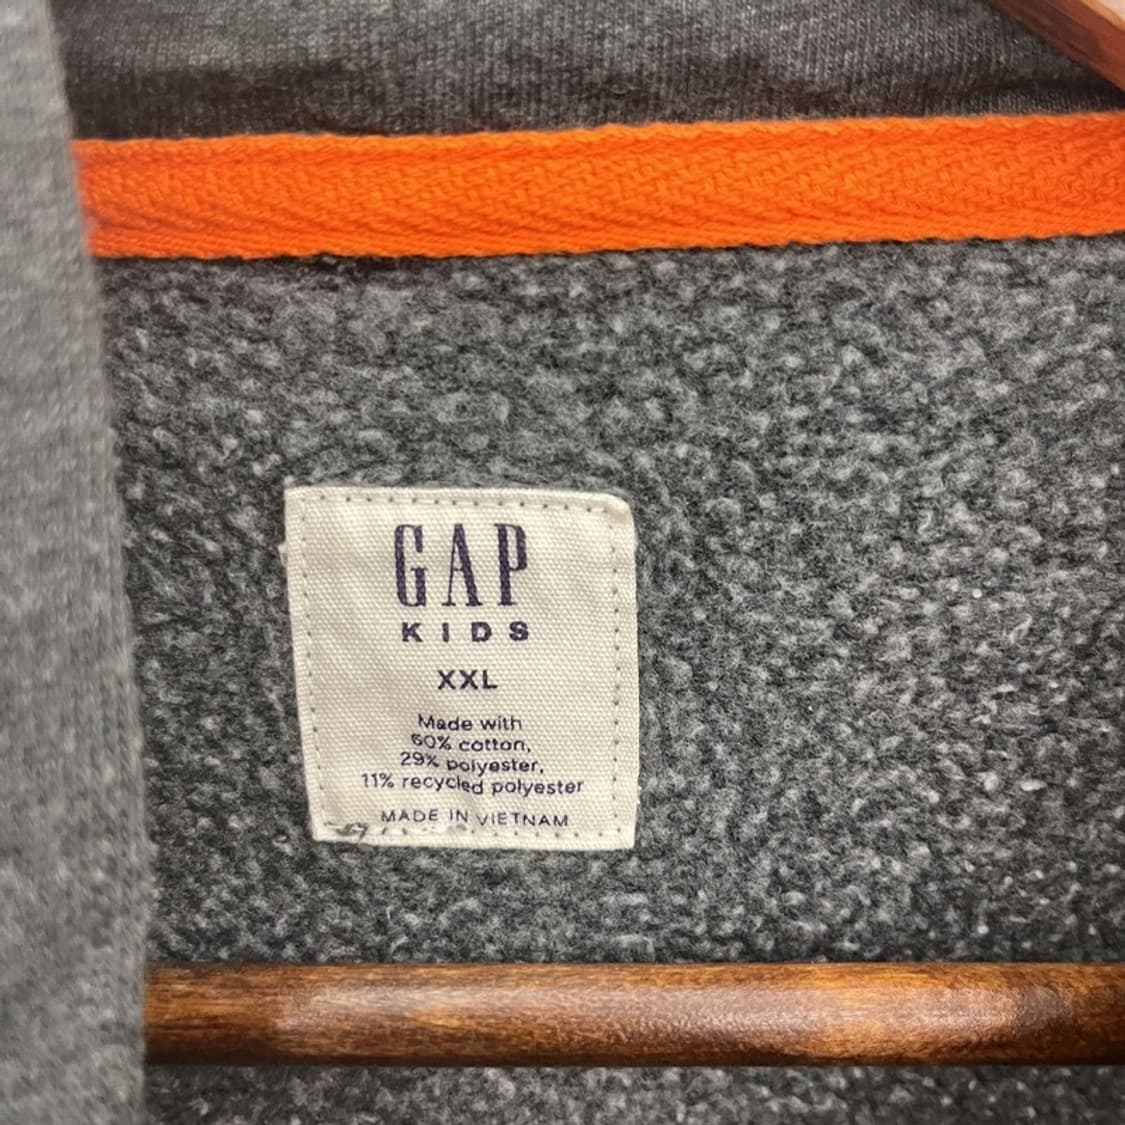 GAP
KIDS
XXL
Made with
60% cotton,
29% polyester,
11% recycled polyester
MADE IN VIETNAM